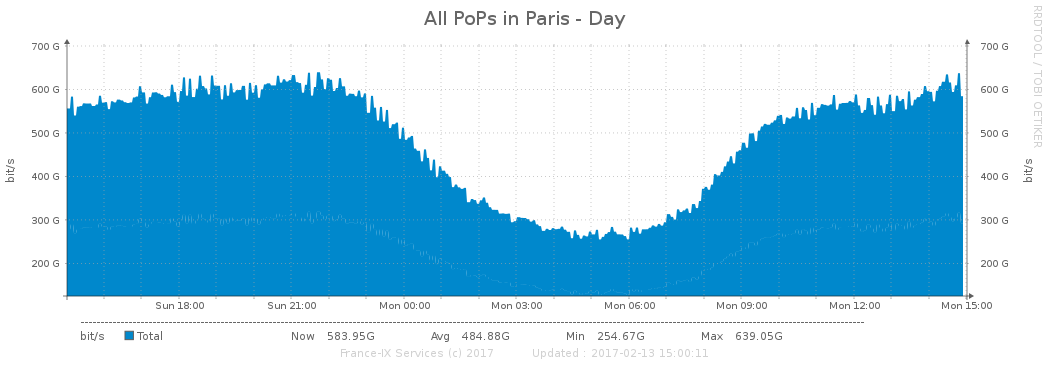 All PoPs in Paris - Day
RRDTOOL / TOBI OETIKER
700 G 700 G
600 G 600 G
500 G 500 G
400 G 400 G
300 G 300 G
200 G 200 G
bit/s
bit/s
Sun 18:00 Sun 21:00 Mon 00:00 Mon 03:00 Mon 06:00 Mon 09:00 Mon 12:00 Mon 15:00
bit/s Total Now 583.95G Avg 484.88G Min 254.67G Max 639.05G
France-IX Services (c) 2017 Updated : 2017-02-13 15:00:11